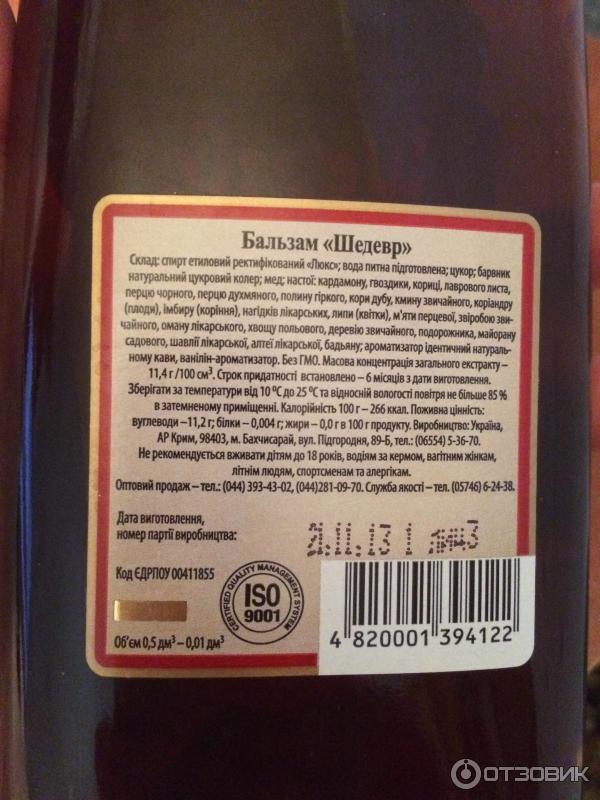 Бальзам «Шедевр»
Склад: спирт етиловий ректифікований «Люкс»; вода питна підготовлена; цукор; барвник
натуральний цукровий колер; мед; настої: кардамону, гвоздики, кориці, лаврового листа,
перцю чорного, перцю духмяного, полину гіркого, кори дубу, кмину звичайного, коріандру
(плоди), імбиру (коріння), нагідків лікарських, липи (квітки), м'яти перцевої, звіробою зви-
чайного, оману лікарського, хвощу польового, деревію звичайного, подорожника, майорану
садового, шавлії лікарської, алтеї лікарської, бадьяну; ароматизатор ідентичний натураль-
ному кави, ванілін-ароматизатор. Без ГМО. Масова концентрація загального екстракту –
11,4 г /100 см³. Строк придатності встановлено – 6 місяців з дати виготовлення.
Зберігати за температури від 10 ⁰С до 25 ⁰С та відносній вологості повітря не більше 85 %
в затемненому приміщенні. Калорійність 100 г – 266 ккал. Поживна цінність:
вуглеводи –11,2 г; білки - 0,004 г; жири – 0,0 г в 100 г продукту. Виробництво: Україна,
АР Крим, 98403, м. Бахчисарай, вул. Підгородня, 89-Б, тел.: (06554) 5-36-70.
Не рекомендується вживати дітям до 18 років, водіям за кермом, вагітним жінкам,
літнім людям, спортсменам та алергікам.
Оптовий продаж – тел.: (044) 393-43-02, (044)281-09-70. Служба якості – тел. (05746) 6-24-38.
Дата виготовлення,
номер партії виробництва:
21.11.13 1
Код ЄДРПОУ 00411855
CERTIFIED QUALITY MANAGEMENT SYSTEM
ISO
9001
Об'єм 0,5 дм³ – 0,01 дм³
4 820001 394122
ОТЗОВИК